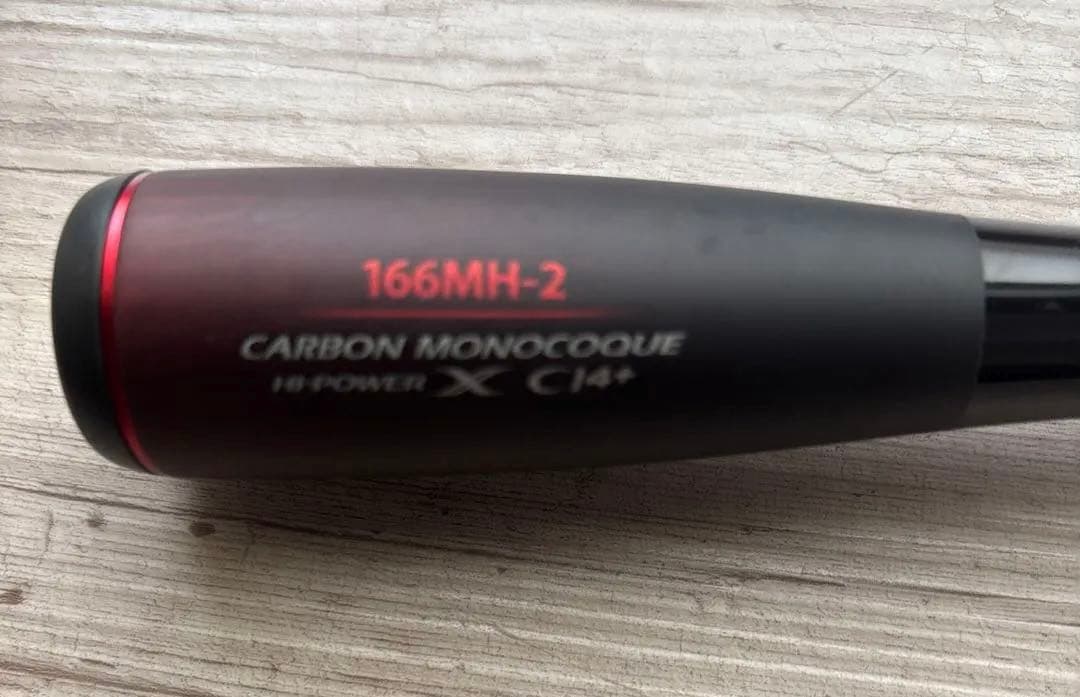 166MH-2
CARBON MONOCOQUE
HI-POWER X CI4+